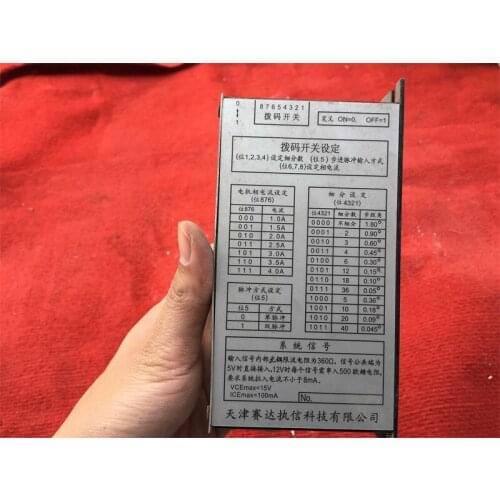 0 87654321
1 拨码开关 定义 ON=0, OFF=1
拨码开关设定
(位1,2,3,4)设定细分数 (位5)步进脉冲输入方式
(位6,7,8)设定相电流
电机相电流设定
(位876)
位876 电流
000 1.0A
001 1.5A
010 2.0A
011 2.5A
101 3.0A
110 3.5A
111 4.0A
脉冲方式设定
(位5)
位5 方式
0 单脉冲
1 双脉冲
细分设定
(位4321)
位4321 细分数 步距角
0000 不细分 1.80°
0001 2 0.90°
0010 3 0.60°
0011 4 0.45°
0100 6 0.30°
0101 12 0.15°
0110 18 0.10°
0111 36 0.05°
1000 5 0.36°
1001 10 0.18°
1010 20 0.09°
1011 40 0.045°
系统信号
输入信号内部光耦限流电阻为360Ω, 信号公共端为
5V时直接接入,12V时每个信号需串入500欧姆电阻,
要求系统拉入电流不小于8mA.
VCEmax=15V
ICEmax=100mA No.
天津赛达执信科技有限公司